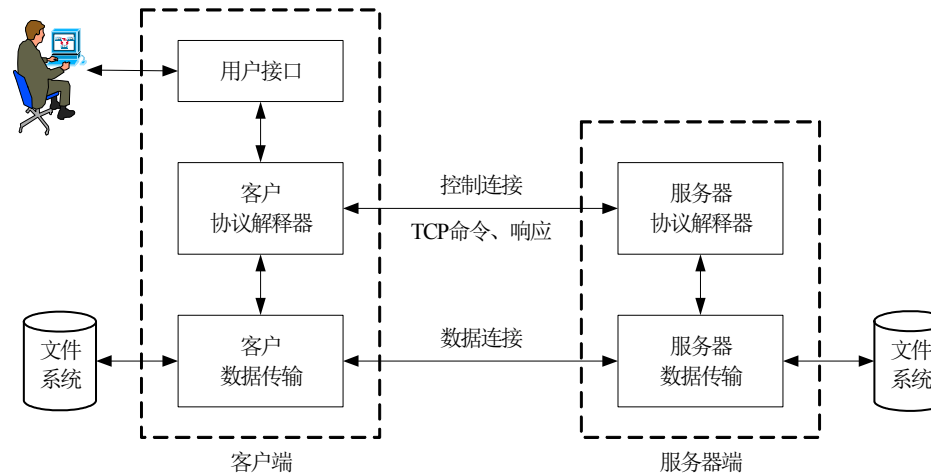 用户接口
客户
协议解释器
控制连接
TCP命令、响应
服务器
协议解释器
文件
系统
客户
数据传输
数据连接
服务器
数据传输
文件
系统
客户端
服务器端